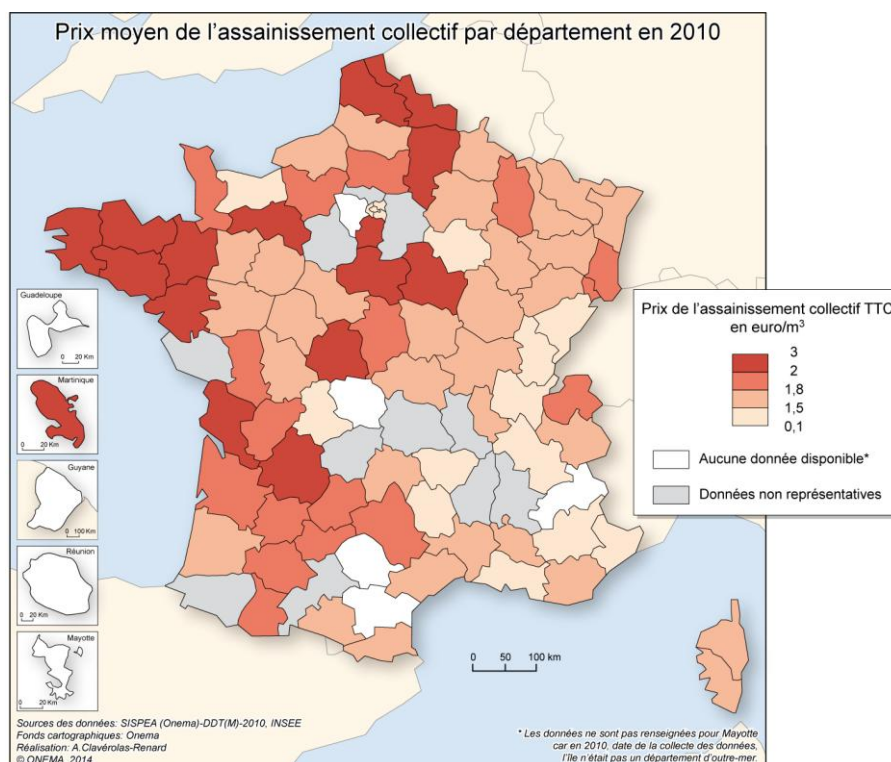 Prix moyen de l’assainissement collectif par département en 2010
Guadeloupe
0 20 Km
Martinique
0 20 Km
Guyane
0 100 Km
Réunion
0 20 Km
Mayotte
0 20 Km
Prix de l’assainissement collectif TTC
en euro/m³
3
2
1,8
1,5
0,1
Aucune donnée disponible*
Données non représentatives
0 50 100 km
Sources des données: SISPEA (Onema)-DDT(M)-2010, INSEE
Fonds cartographiques: Onema
Réalisation: A.Clavérolas-Renard
© ONEMA, 2014
* Les données ne sont pas renseignées pour Mayotte
car en 2010, date de la collecte des données,
l’île n’était pas un département d’outre-mer.